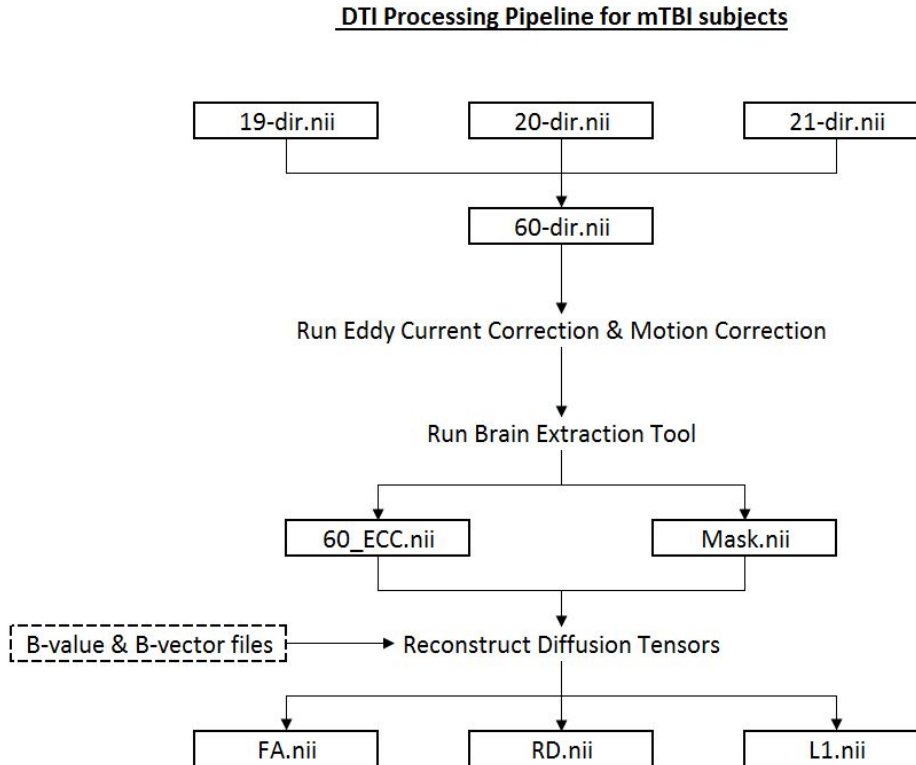 DTI Processing Pipeline for mTBI subjects
19-dir.nii
20-dir.nii
21-dir.nii
60-dir.nii
Run Eddy Current Correction & Motion Correction
Run Brain Extraction Tool
60_ECC.nii
Mask.nii
B-value & B-vector files
Reconstruct Diffusion Tensors
FA.nii
RD.nii
L1.nii